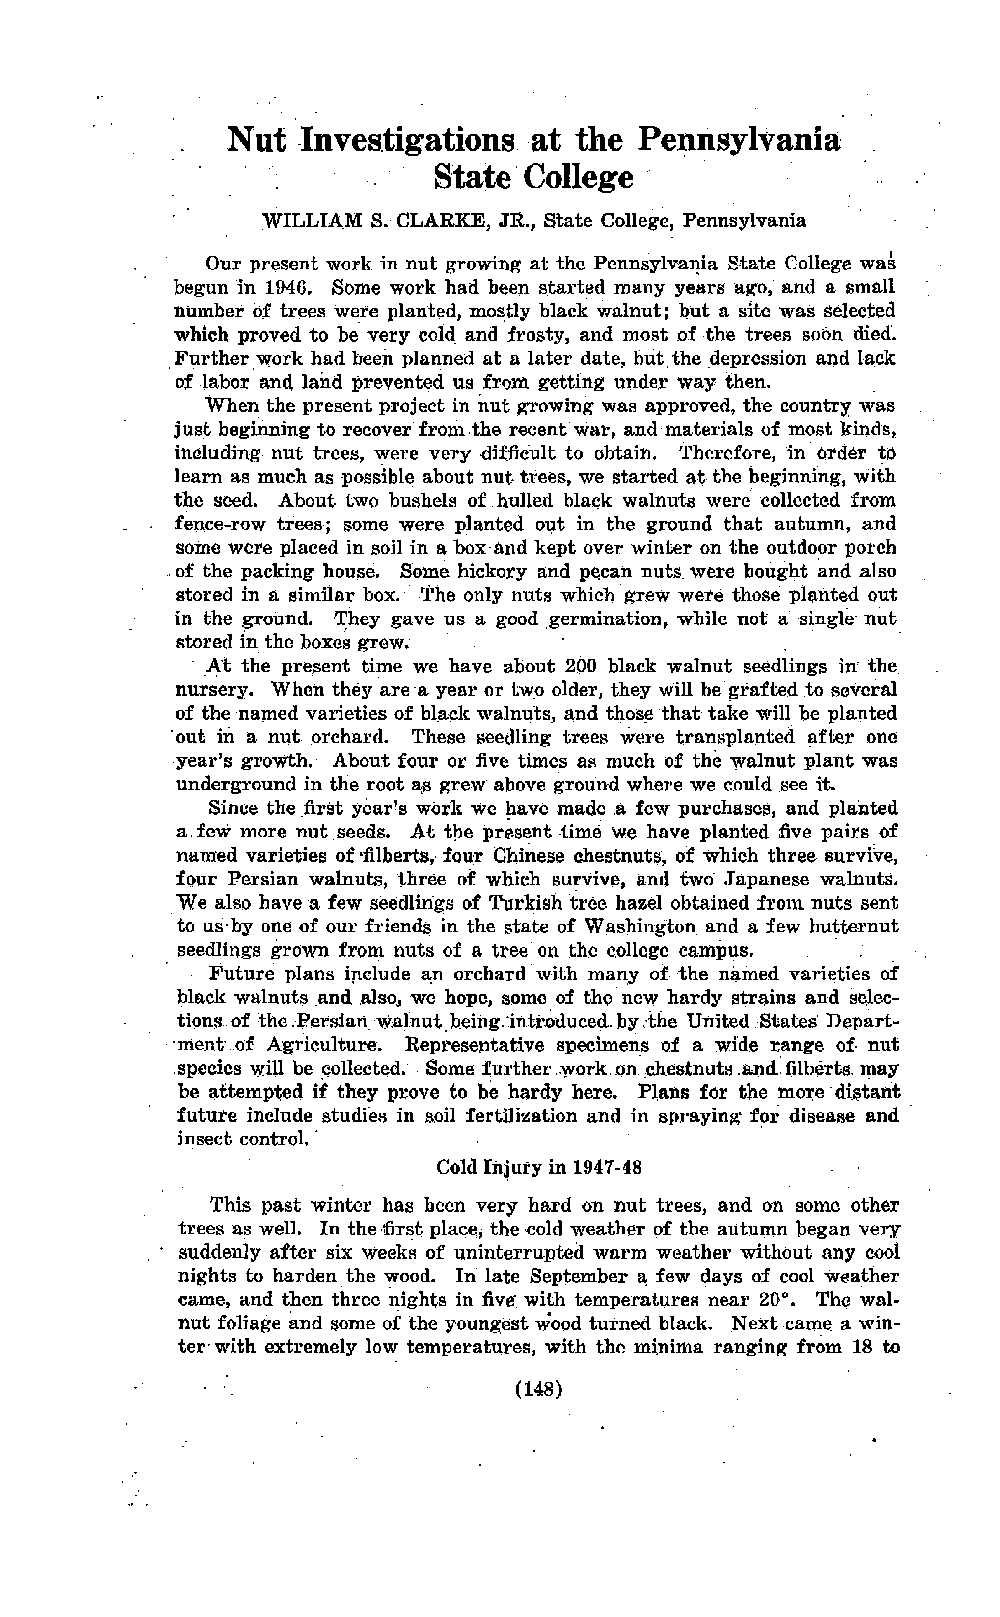 Nut Investigations at the Pennsylvania
State College
WILLIAM S. CLARKE, JR., State College, Pennsylvania
Our present work in nut growing at the Pennsylvania State College was
begun in 1946. Some work had been started many years ago, and a small
number of trees were planted, mostly black walnut; but a site was selected
which proved to be very cold and frosty, and most of the trees soon died.
Further work had been planned at a later date, but the depression and lack
of labor and land prevented us from getting under way then.
When the present project in nut growing was approved, the country was
just beginning to recover from the recent war, and materials of most kinds,
including nut trees, were very difficult to obtain. Therefore, in order to
learn as much as possible about nut trees, we started at the beginning, with
the seed. About two bushels of hulled black walnuts were collected from
fence-row trees; some were planted out in the ground that autumn, and
some were placed in soil in a box and kept over winter on the outdoor porch
of the packing house. Some hickory and pecan nuts were bought and also
stored in a similar box. The only nuts which grew were those planted out
in the ground. They gave us a good germination, while not a single nut
stored in the boxes grew.
At the present time we have about 200 black walnut seedlings in the
nursery. When they are a year or two older, they will be grafted to several
of the named varieties of black walnuts, and those that take will be planted
out in a nut orchard. These seedling trees were transplanted after one
year's growth. About four or five times as much of the walnut plant was
underground in the root as grew above ground where we could see it.
Since the first year's work we have made a few purchases, and planted
a few more nut seeds. At the present time we have planted five pairs of
named varieties of filberts, four Chinese chestnuts, of which three survive,
four Persian walnuts, three of which survive, and two Japanese walnuts.
We also have a few seedlings of Turkish tree hazel obtained from nuts sent
to us by one of our friends in the state of Washington and a few butternut
seedlings grown from nuts of a tree on the college campus.
Future plans include an orchard with many of the named varieties of
black walnuts and also, we hope, some of the new hardy strains and selec-
tions of the Persian walnut being introduced by the United States Depart-
ment of Agriculture. Representative specimens of a wide range of nut
species will be collected. Some further work on chestnuts and filberts may
be attempted if they prove to be hardy here. Plans for the more distant
future include studies in soil fertilization and in spraying for disease and
insect control.
Cold Injury in 1947-48
This past winter has been very hard on nut trees, and on some other
trees as well. In the first place, the cold weather of the autumn began very
suddenly after six weeks of uninterrupted warm weather without any cool
nights to harden the wood. In late September a few days of cool weather
came, and then three nights in five with temperatures near 20°. The wal-
nut foliage and some of the youngest wood turned black. Next came a win-
ter with extremely low temperatures, with the minima ranging from 18 to
(148)